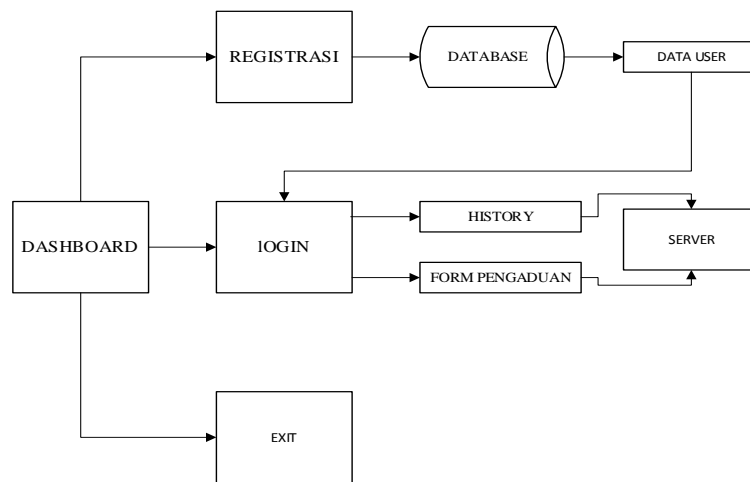 REGISTRASI
DATABASE
DATA USER
DASHBOARD
lOGIN
HISTORY
SERVER
FORM PENGADUAN
EXIT